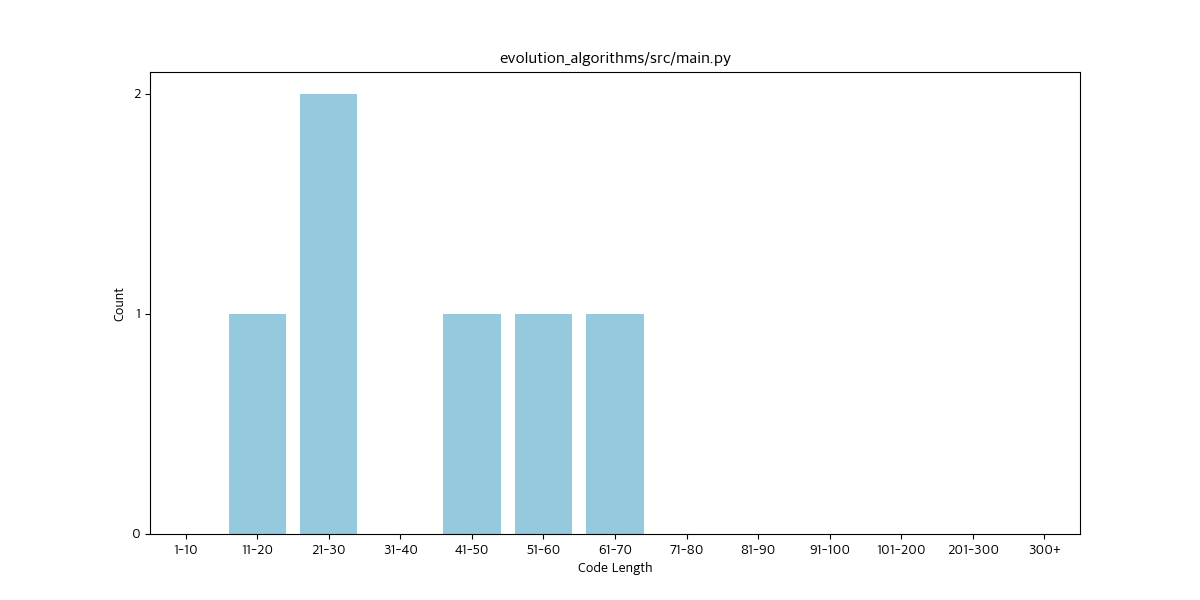 evolution_algorithms/src/main.py
2
1
0
Count
1-10 11-20 21-30 31-40 41-50 51-60 61-70 71-80 81-90 91-100 101-200 201-300 300+
Code Length